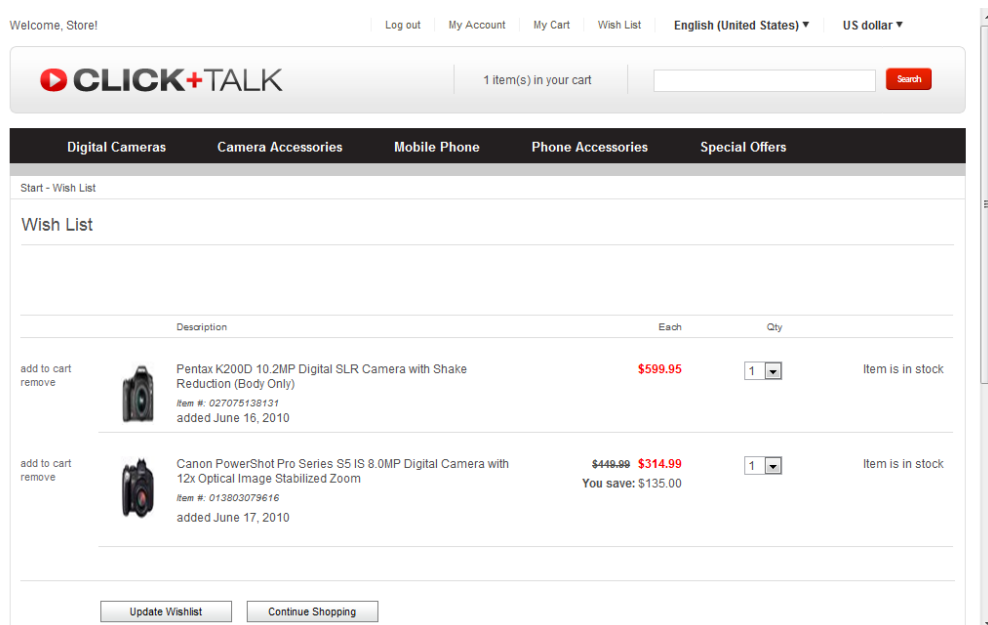 Welcome, Store!
Log out My Account My Cart Wish List English (United States) US dollar
CLICK+TALK
1 item(s) in your cart
Search
Digital Cameras Camera Accessories Mobile Phone Phone Accessories Special Offers
Start - Wish List
Wish List
Description Each Qty
add to cart
remove
Pentax K200D 10.2MP Digital SLR Camera with Shake
Reduction (Body Only)
Item #: 027075138131
added June 16, 2010
$599.95
1
Item is in stock
add to cart
remove
Canon PowerShot Pro Series S5 IS 8.0MP Digital Camera with
12x Optical Image Stabilized Zoom
Item #: 013803079616
added June 17, 2010
$449.99 $314.99
You save: $135.00
1
Item is in stock
Update Wishlist Continue Shopping